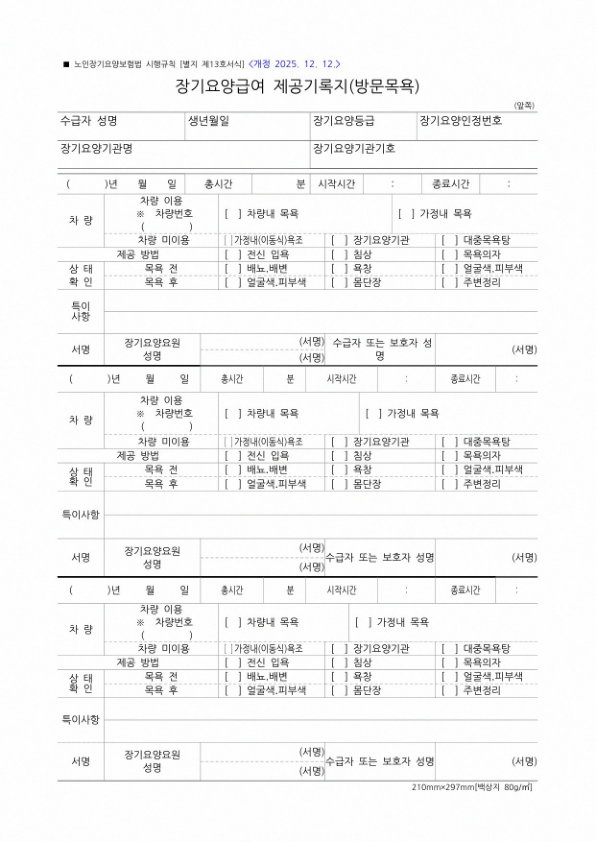 ■ 노인장기요양보험법 시행규칙 [별지 제13호서식] <개정 2025. 12. 12.>
장기요양급여 제공기록지(방문목욕)
(앞쪽)
수급자 성명 생년월일 장기요양등급 장기요양인정번호
장기요양기관명 장기요양기관기호
( )년 월 일 총시간 분 시작시간 : 종료시간 :
차 량 차량 이용
※ 차량번호
( ) [ ] 차량내 목욕 [ ] 가정내 목욕
차량 미이용 [ ] 가정내(이동식)욕조 [ ] 장기요양기관 [ ] 대중목욕탕
제공 방법 [ ] 전신 입욕 [ ] 침상 [ ] 목욕의자
상 태
확 인 목욕 전 [ ] 배뇨.배변 [ ] 욕창 [ ] 얼굴색.피부색
목욕 후 [ ] 얼굴색.피부색 [ ] 몸단장 [ ] 주변정리
특이
사항
서명 장기요양요원
성명 (서명)
(서명) 수급자 또는 보호자 성
명 (서명)
( )년 월 일 총시간 분 시작시간 : 종료시간 :
차 량 차량 이용
※ 차량번호
( ) [ ] 차량내 목욕 [ ] 가정내 목욕
차량 미이용 [ ] 가정내(이동식)욕조 [ ] 장기요양기관 [ ] 대중목욕탕
제공 방법 [ ] 전신 입욕 [ ] 침상 [ ] 목욕의자
상 태
확 인 목욕 전 [ ] 배뇨.배변 [ ] 욕창 [ ] 얼굴색.피부색
목욕 후 [ ] 얼굴색.피부색 [ ] 몸단장 [ ] 주변정리
특이사항
서명 장기요양요원
성명 (서명)
(서명) 수급자 또는 보호자 성명 (서명)
( )년 월 일 총시간 분 시작시간 : 종료시간 :
차 량 차량 이용
※ 차량번호
( ) [ ] 차량내 목욕 [ ] 가정내 목욕
차량 미이용 [ ] 가정내(이동식)욕조 [ ] 장기요양기관 [ ] 대중목욕탕
제공 방법 [ ] 전신 입욕 [ ] 침상 [ ] 목욕의자
상 태
확 인 목욕 전 [ ] 배뇨.배변 [ ] 욕창 [ ] 얼굴색.피부색
목욕 후 [ ] 얼굴색.피부색 [ ] 몸단장 [ ] 주변정리
특이사항
서명 장기요양요원
성명 (서명)
(서명) 수급자 또는 보호자 성명 (서명)
210mm×297mm[백상지 80g/㎡]